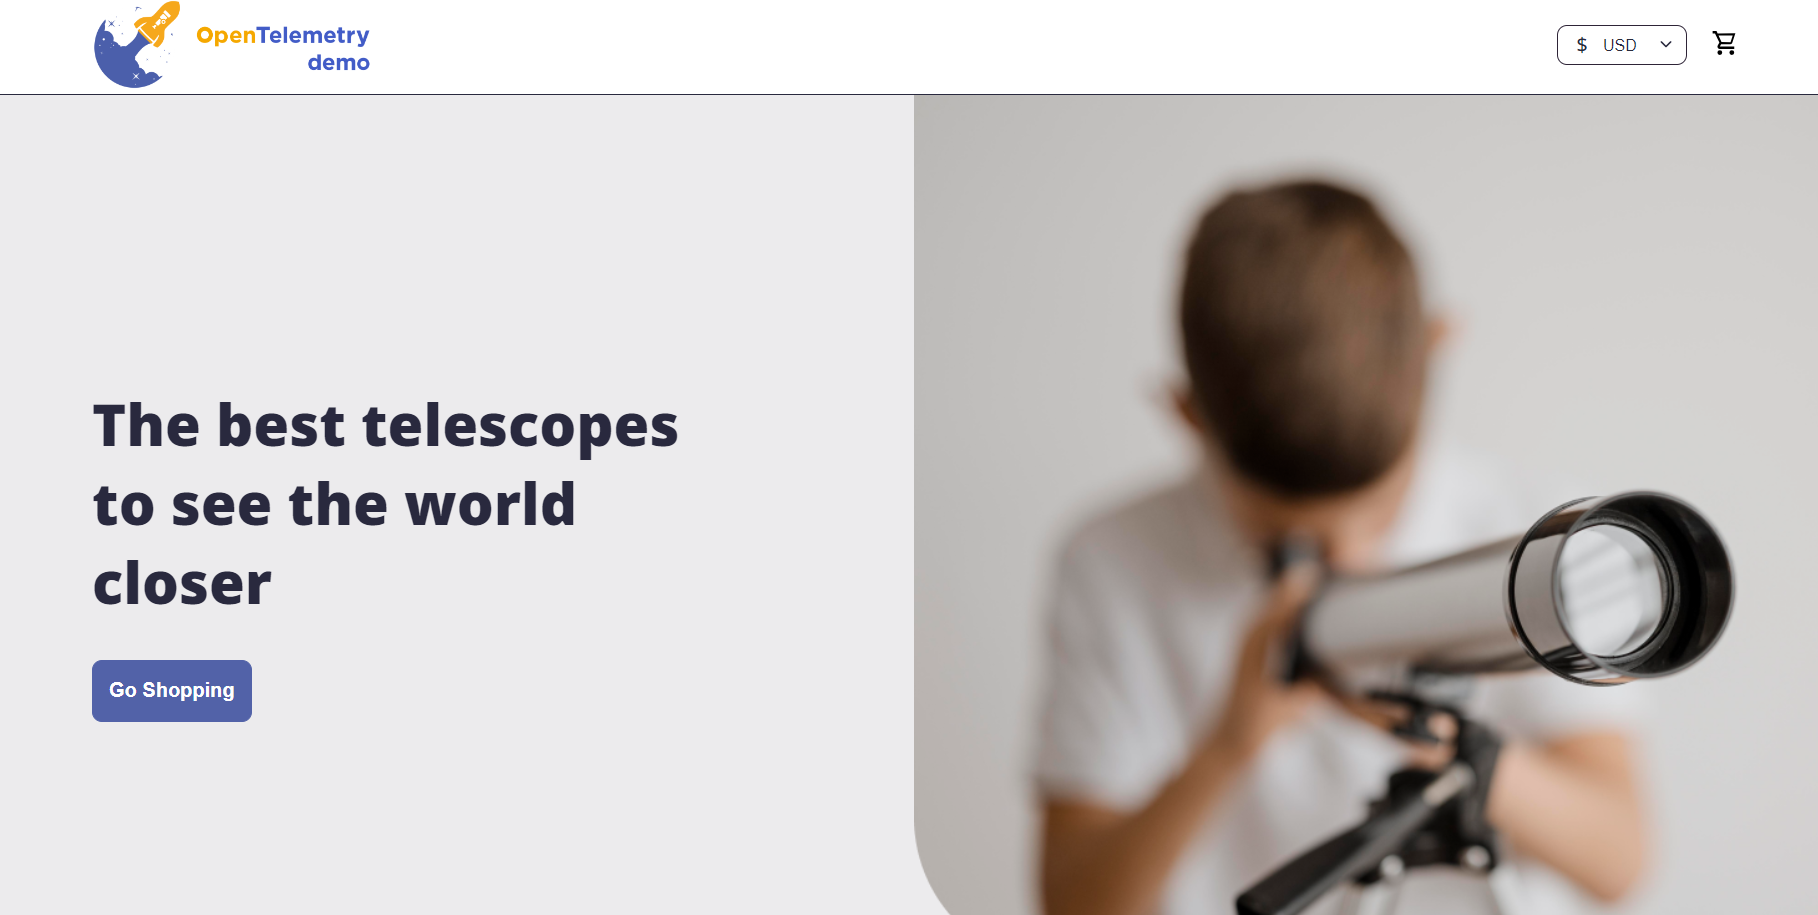 OpenTelemetry
demo
$ USD
The best telescopes
to see the world
closer
Go Shopping